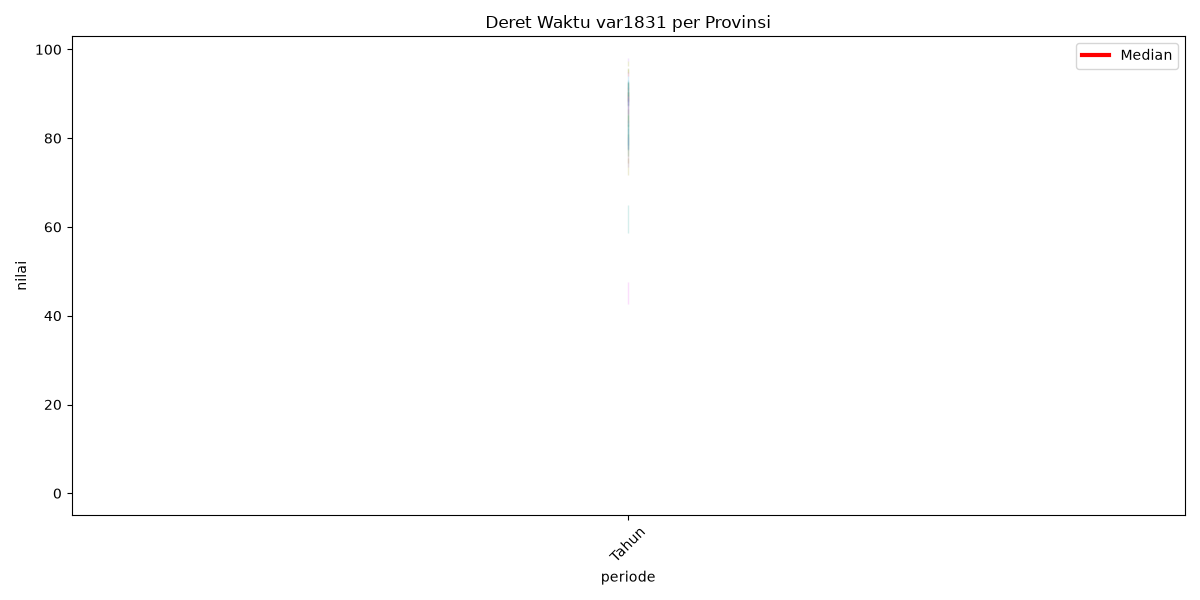 Deret Waktu var1831 per Provinsi
Median
100
80
60
40
20
0
nilai
Tahun
periode